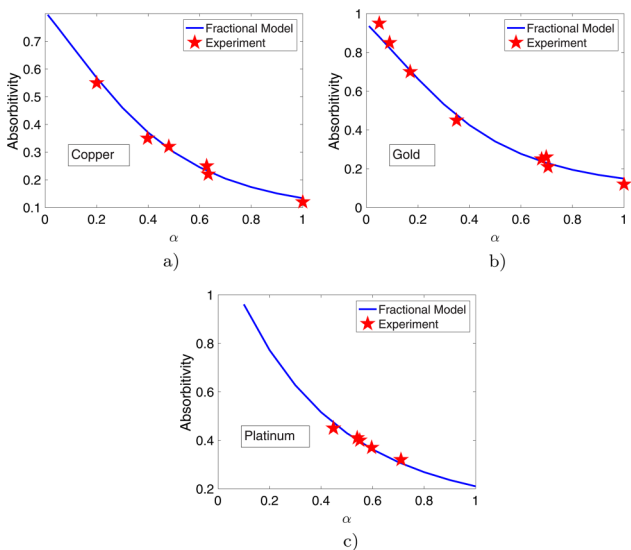 0.7
0.6
0.5
0.4
0.3
0.2
0.1
Absorbitivity
Fractional Model
Experiment
Copper
0 0.2 0.4 0.6 0.8 1
α
a)
1
0.8
0.6
0.4
0.2
0
Absorbitivity
Fractional Model
Experiment
Gold
0 0.2 0.4 0.6 0.8 1
α
b)
1
0.8
0.6
0.4
0.2
Absorbitivity
Fractional Model
Experiment
Platinum
0 0.2 0.4 0.6 0.8 1
α
c)